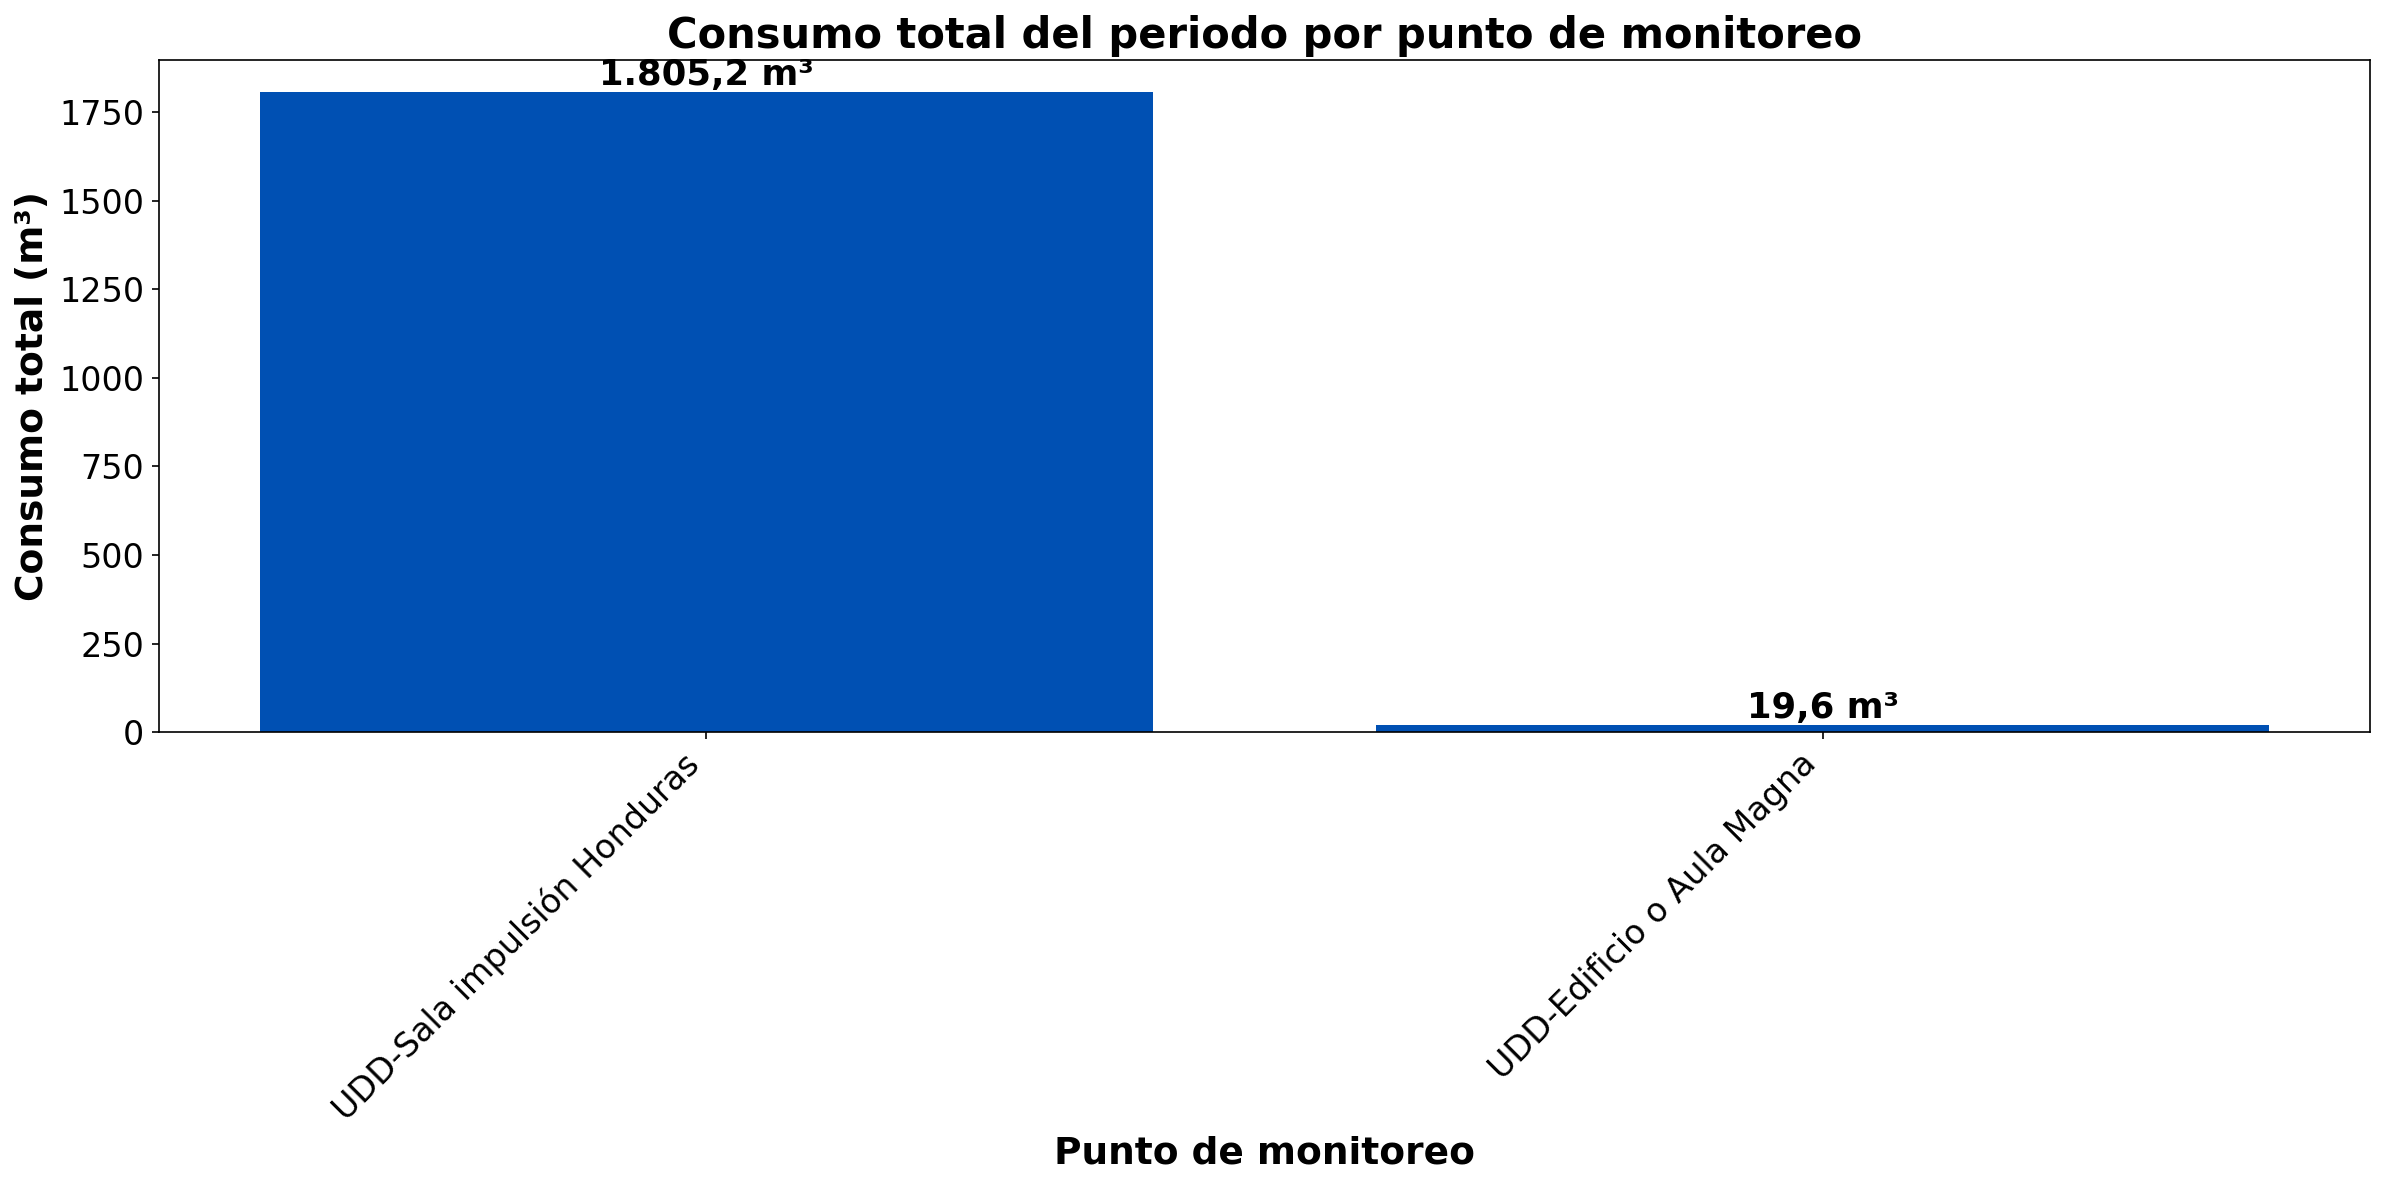 Consumo total del periodo por punto de monitoreo
1.805,2 m³
19,6 m³
Consumo total (m³)
1750
1500
1250
1000
750
500
250
0
UDD-Sala impulsión Honduras
UDD-Edificio o Aula Magna
Punto de monitoreo